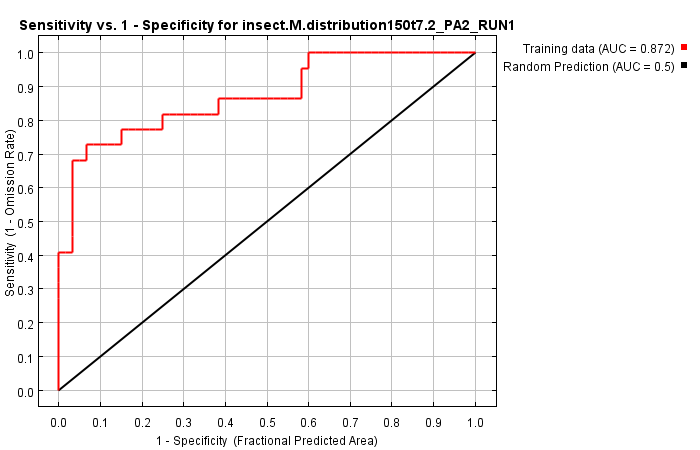 Sensitivity vs. 1 - Specificity for insect.M.distribution150t7.2_PA2_RUN1
Training data (AUC = 0.872)
Random Prediction (AUC = 0.5)
Sensitivity (1 - Omission Rate)
1.0
0.9
0.8
0.7
0.6
0.5
0.4
0.3
0.2
0.1
0.0
0.0 0.1 0.2 0.3 0.4 0.5 0.6 0.7 0.8 0.9 1.0
1 - Specificity (Fractional Predicted Area)